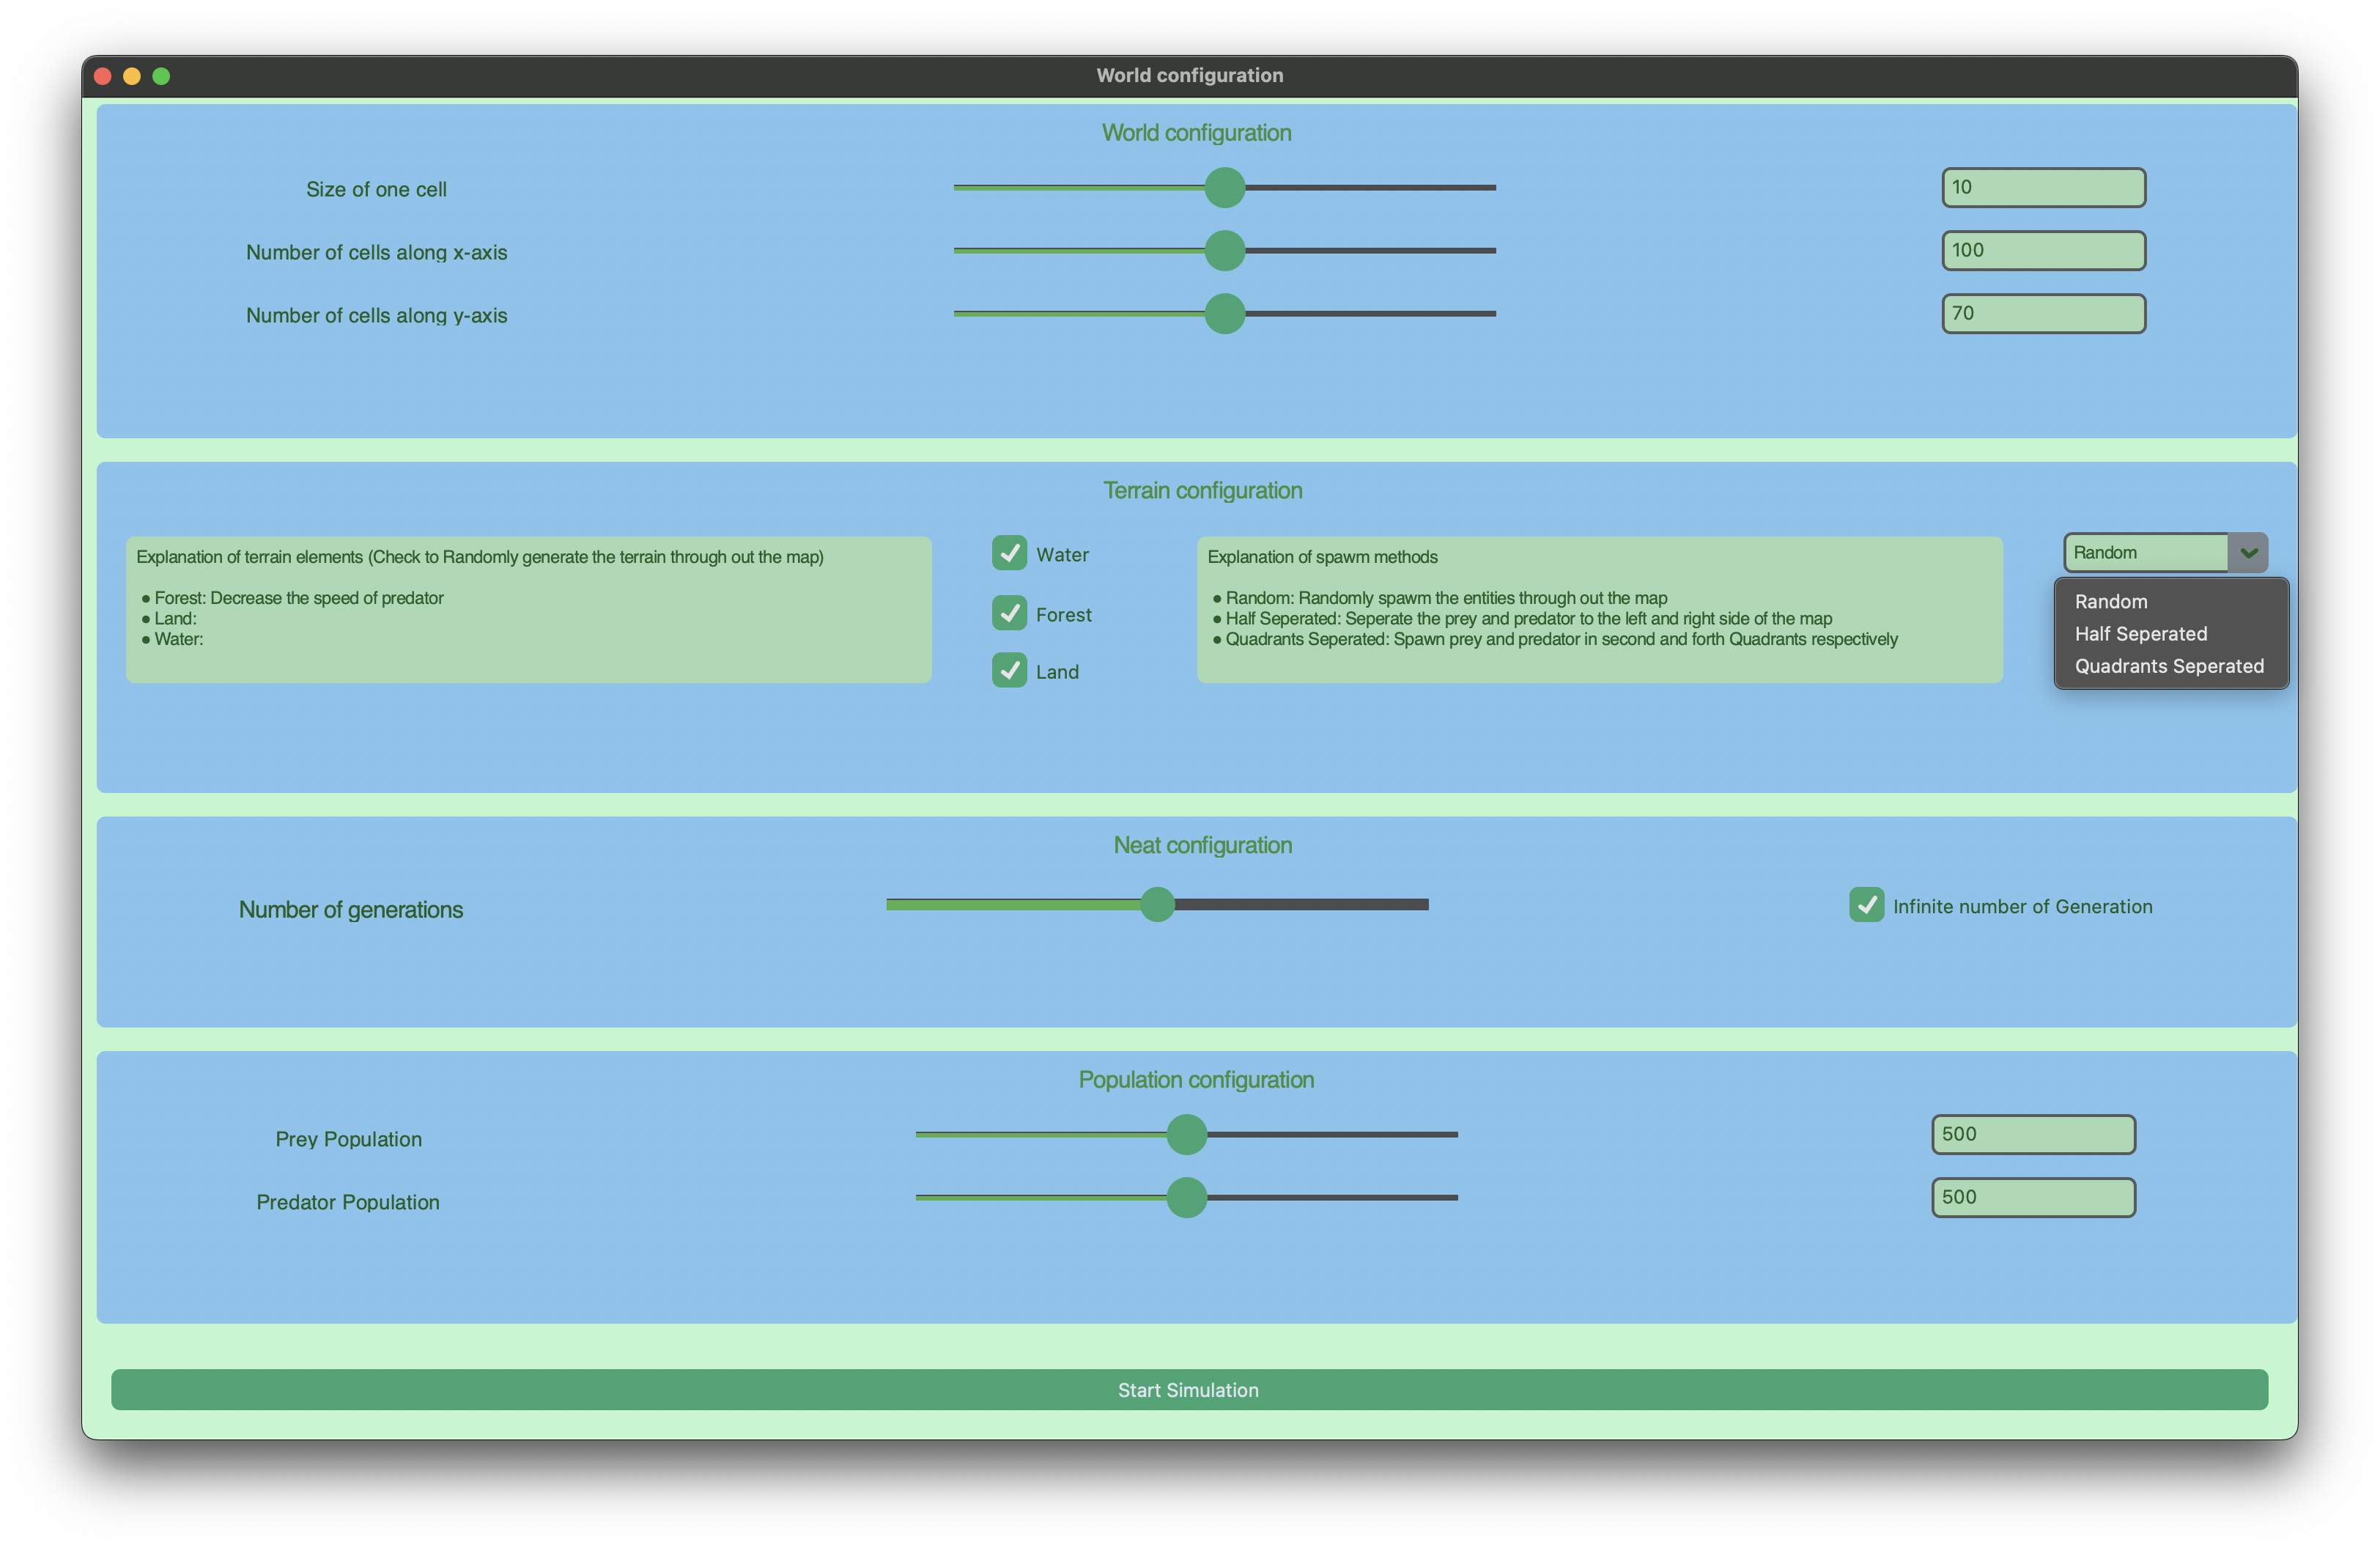 World configuration
World configuration
Size of one cell
10
Number of cells along x-axis
100
Number of cells along y-axis
70
Terrain configuration
Explanation of terrain elements (Check to Randomly generate the terrain through out the map)
● Forest: Decrease the speed of predator
● Land:
● Water:
Water
Forest
Land
Explanation of spawm methods
● Random: Randomly spawm the entities through out the map
● Half Seperated: Seperate the prey and predator to the left and right side of the map
● Quadrants Seperated: Spawn prey and predator in second and forth Quadrants respectively
Random
Random
Half Seperated
Quadrants Seperated
Neat configuration
Number of generations
Infinite number of Generation
Population configuration
Prey Population
500
Predator Population
500
Start Simulation